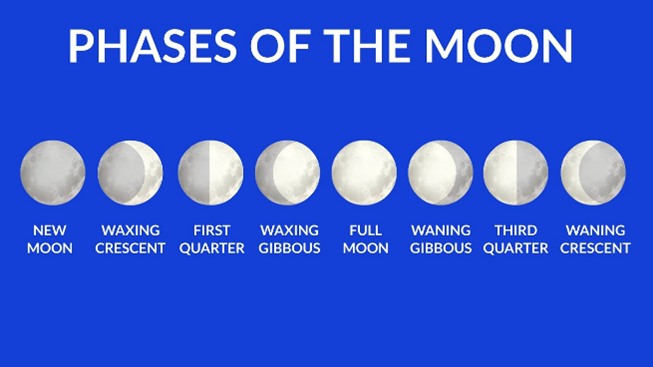 PHASES OF THE MOON
NEW
MOON
WAXING
CRESCENT
FIRST
QUARTER
WAXING
GIBBOUS
FULL
MOON
WANING
GIBBOUS
THIRD
QUARTER
WANING
CRESCENT